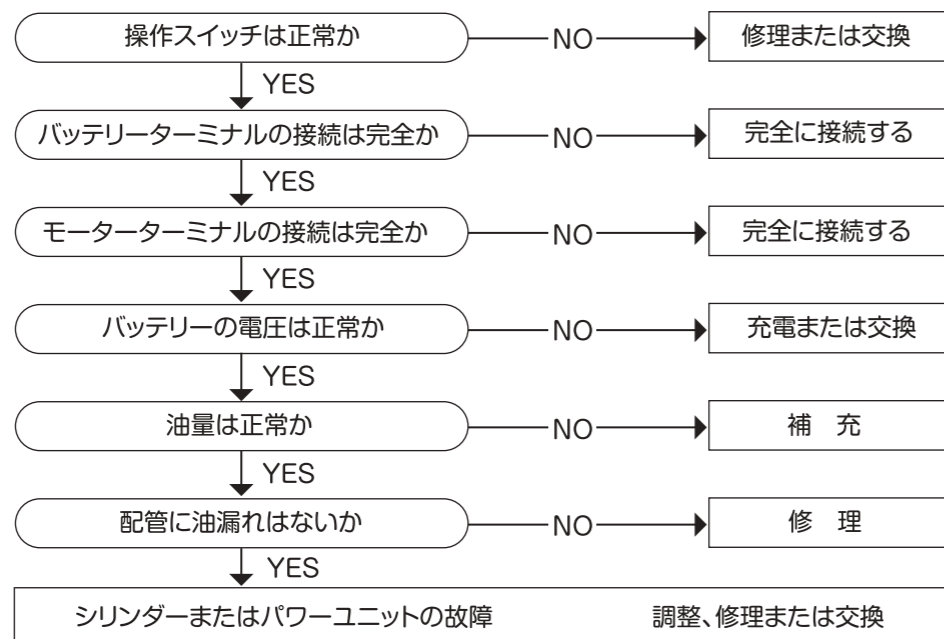 操作スイッチは正常か NO 修理または交換
YES
バッテリーターミナルの接続は完全か NO 完全に接続する
YES
モーターターミナルの接続は完全か NO 完全に接続する
YES
バッテリーの電圧は正常か NO 充電または交換
YES
油量は正常か NO 補　充
YES
配管に油漏れはないか NO 修　理
YES
シリンダーまたはパワーユニットの故障 調整、修理または交換